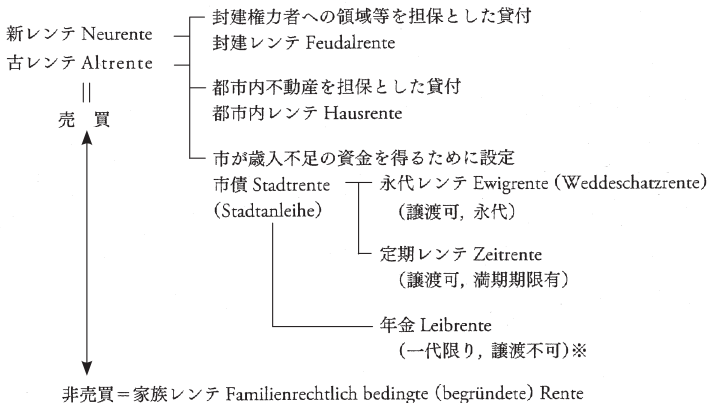 封建権力者への領域等を担保とした貸付
新レンテ Neurente
封建レンテ Feudalrente
古レンテ Altrente
都市内不動産を担保とした貸付
売 買
都市内レンテ Hausrente
市が歳入不足の資金を得るために設定
市債 Stadtrente
永代レンテ Ewigrente (Weddeschatzrente)
(Stadtanleihe)
(譲渡可, 永代)
定期レンテ Zeitrente
(譲渡可, 満期期限有)
年金 Leibrente
(一代限り, 譲渡不可)※
非売買=家族レンテ Familienrechtlich bedingte (begründete) Rente